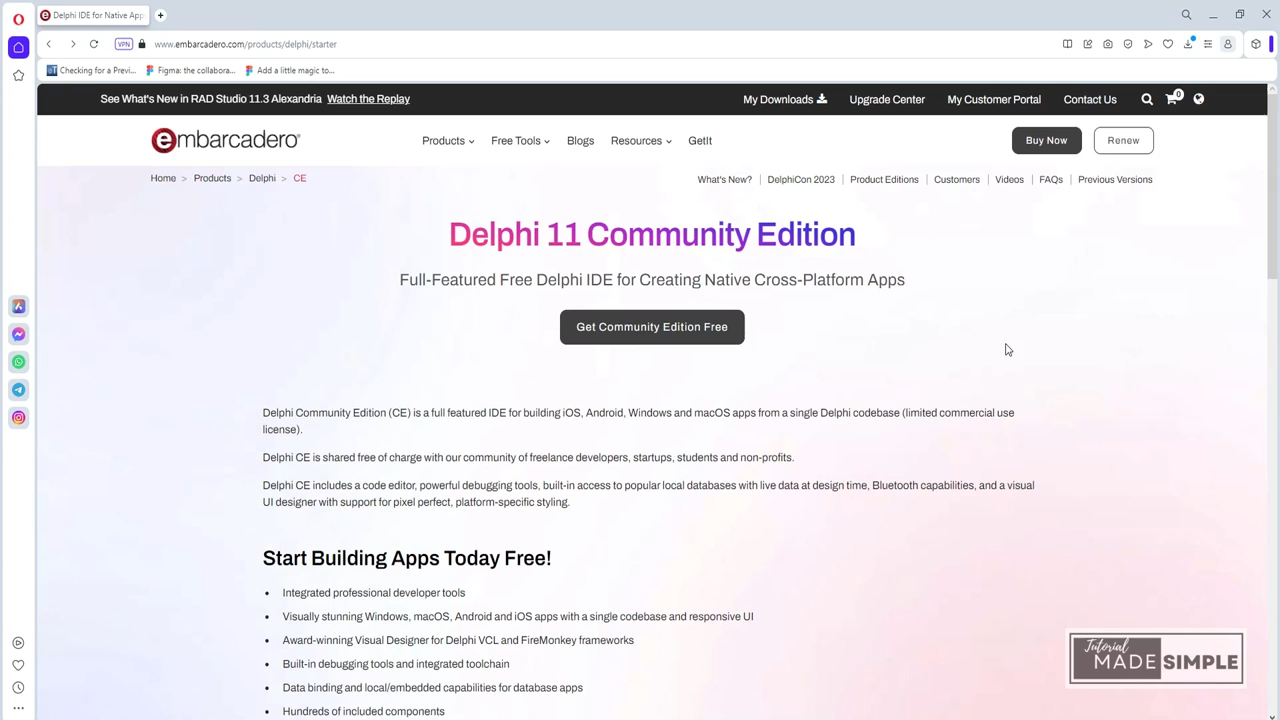 Delphi IDE for Native App
VPN
www.embarcadero.com/products/delphi/starter
Checking for a Previ...
Figma: the collabora...
Add a little magic to...
See What's New in RAD Studio 11.3 Alexandria Watch the Replay
My Downloads
Upgrade Center
My Customer Portal
Contact Us
0
embarcadero®
Products
Free Tools
Blogs
Resources
GetIt
Buy Now
Renew
Home > Products > Delphi > CE
What's New? | DelphiCon 2023 | Product Editions | Customers | Videos | FAQs | Previous Versions
Delphi 11 Community Edition
Full-Featured Free Delphi IDE for Creating Native Cross-Platform Apps
Get Community Edition Free
Delphi Community Edition (CE) is a full featured IDE for building iOS, Android, Windows and macOS apps from a single Delphi codebase (limited commercial use
license).
Delphi CE is shared free of charge with our community of freelance developers, startups, students and non-profits.
Delphi CE includes a code editor, powerful debugging tools, built-in access to popular local databases with live data at design time, Bluetooth capabilities, and a visual
UI designer with support for pixel perfect, platform-specific styling.
Start Building Apps Today Free!
• Integrated professional developer tools
• Visually stunning Windows, macOS, Android and iOS apps with a single codebase and responsive UI
• Award-winning Visual Designer for Delphi VCL and FireMonkey frameworks
• Built-in debugging tools and integrated toolchain
• Data binding and local/embedded capabilities for database apps
• Hundreds of included components
Tutorial
MADE SIMPLE